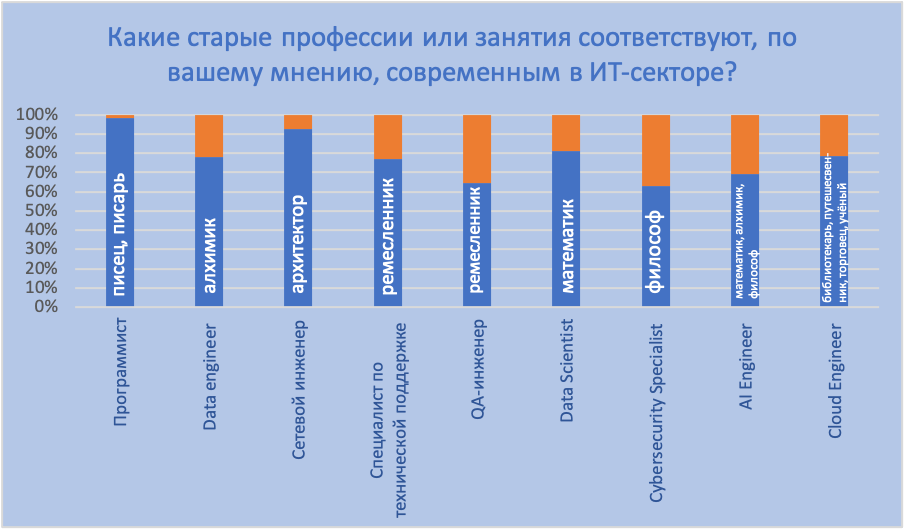 Какие старые профессии или занятия соответствуют, по
вашему мнению, современным в ИТ-секторе?
100%
90%
80%
70%
60%
50%
40%
30%
20%
10%
0%
писец, писарь
алхимик
архитектор
ремесленник
ремесленник
математик
философ
математик, алхимик,
философ
библиотекарь, путешесвен-
ник, торговец, учёный
Программист
Data engineer
Сетевой инженер
Специалист по
технической поддержке
QA-инженер
Data Scientist
Cybersecurity Specialist
AI Engineer
Cloud Engineer